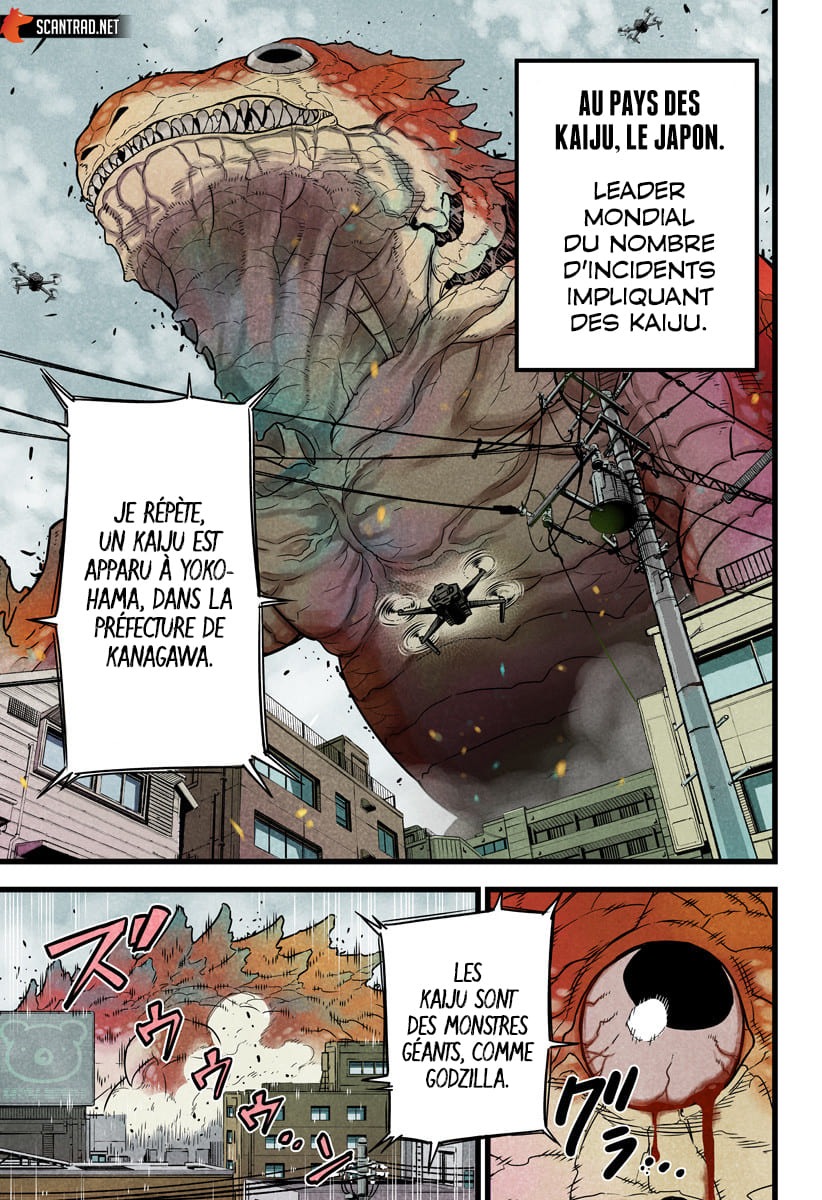 SCANTRAD.NET
AU PAYS DES
KAIJU, LE JAPON.
LEADER
MONDIAL
DU NOMBRE
D'INCIDENTS
IMPLIQUANT
DES KAIJU.
JE RÉPÈTE,
UN KAIJU EST
APPARU À YOKO-
HAMA, DANS LA
PRÉFECTURE DE
KANAGAWA.
ズゥゥゥン
LES
KAIJU SONT
DES MONSTRES
GÉANTS, COMME
GODZILLA.
グラ…